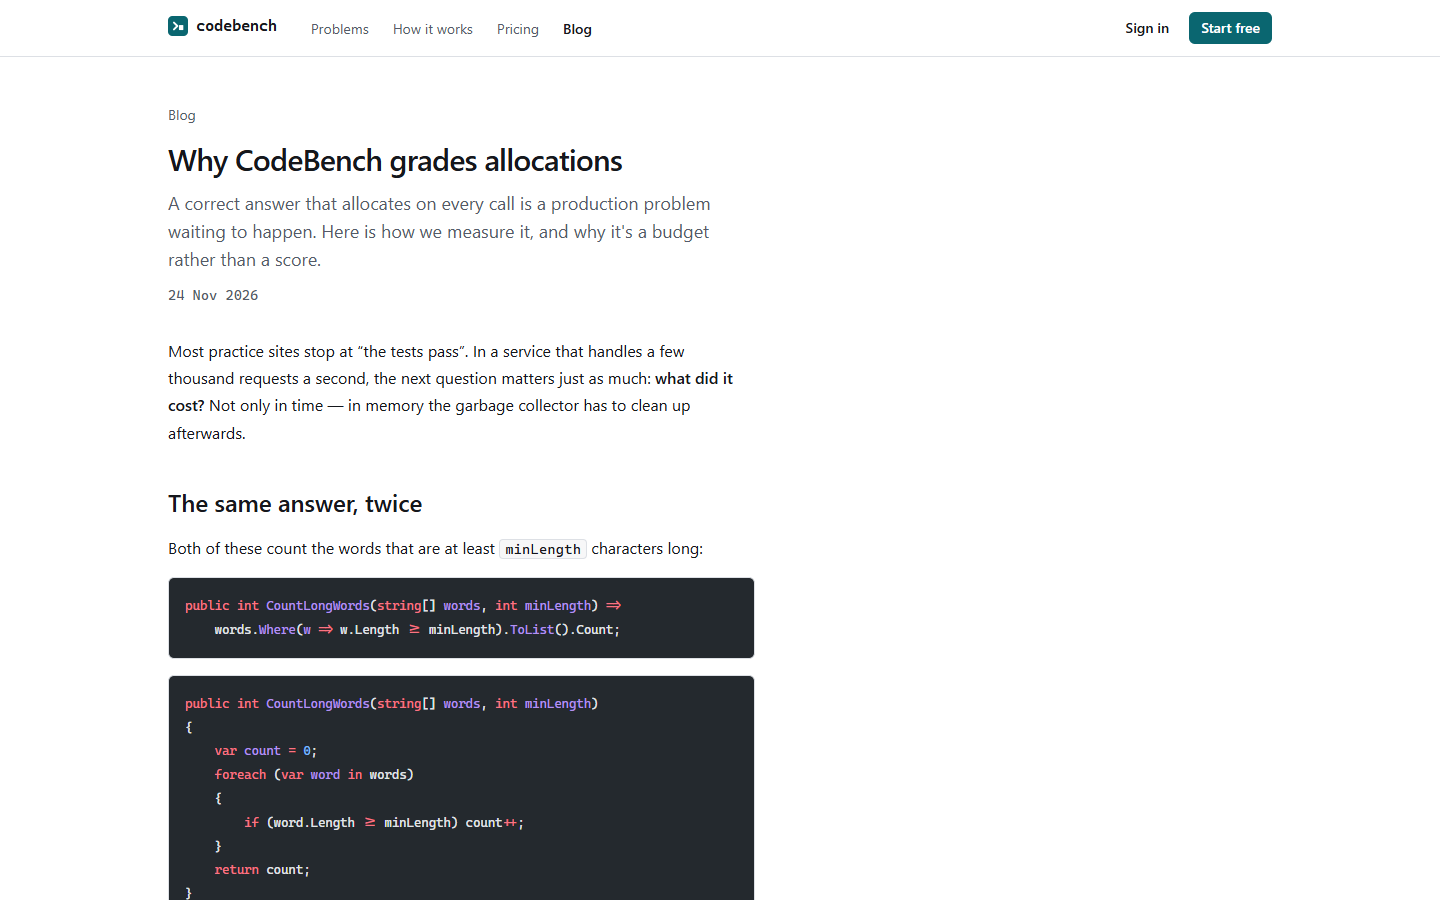 codebench
Problems
How it works
Pricing
Blog
Sign in
Start free
Blog
Why CodeBench grades allocations
A correct answer that allocates on every call is a production problem
waiting to happen. Here is how we measure it, and why it's a budget
rather than a score.
24 Nov 2026
Most practice sites stop at “the tests pass”. In a service that handles a few
thousand requests a second, the next question matters just as much: what did it
cost? Not only in time — in memory the garbage collector has to clean up
afterwards.
The same answer, twice
Both of these count the words that are at least minLength characters long:
public int CountLongWords(string[] words, int minLength) =>
    words.Where(w => w.Length >= minLength).ToList().Count;
public int CountLongWords(string[] words, int minLength)
{
    var count = 0;
    foreach (var word in words)
    {
        if (word.Length >= minLength) count++;
    }
    return count;
}